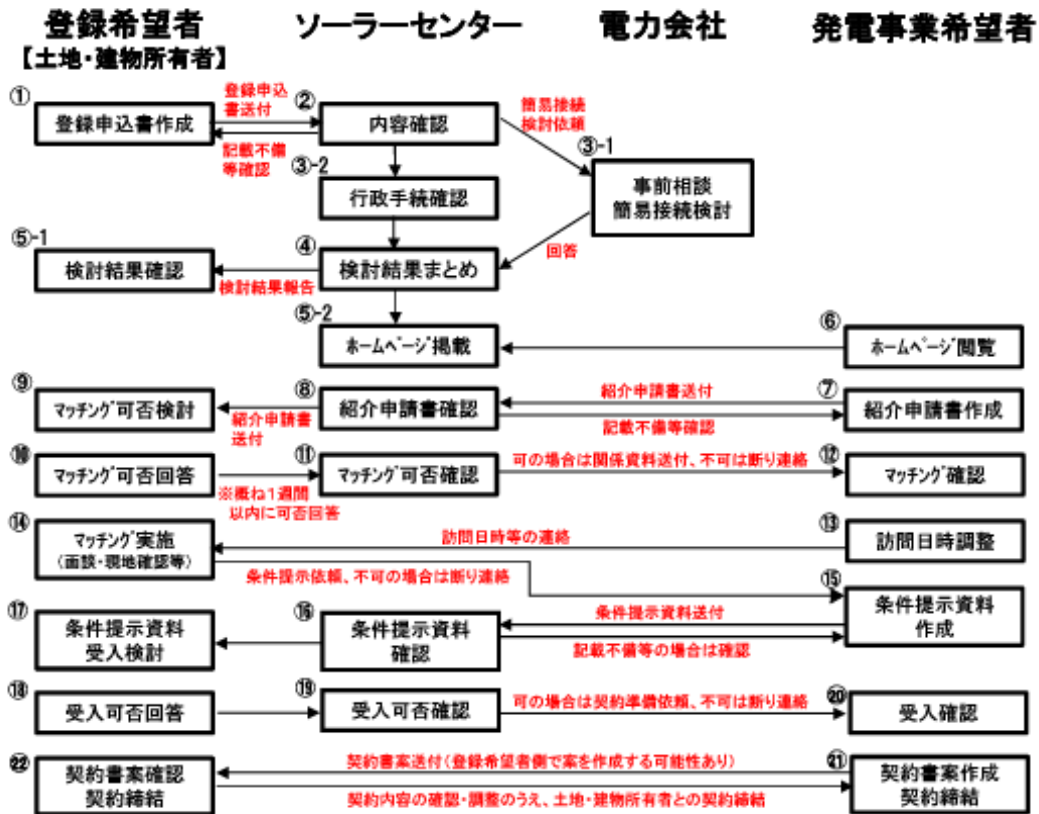 登録希望者
【土地・建物所有者】
ソーラーセンター
電力会社
発電事業希望者
①
登録申込書作成
登録申込
書送付
記載不備
等確認
②
内容確認
簡易接続
検討依頼
③-1
事前相談
簡易接続検討
③-2
行政手続確認
回答
⑤-1
検討結果確認
検討結果報告
④
検討結果まとめ
⑤-2
ホームページ掲載
⑥
ホームページ閲覧
⑨
マッチング可否検討
紹介申請書
送付
⑧
紹介申請書確認
紹介申請書送付
記載不備等確認
⑦
紹介申請書作成
⑩
マッチング可否回答
※概ね1週間
以内に可否回答
⑪
マッチング可否確認
可の場合は関係資料送付、不可は断り連絡
⑫
マッチング確認
⑭
マッチング実施
(面談・現地確認等)
訪問日時等の連絡
⑬
訪問日時調整
条件提示依頼、不可の場合は断り連絡
⑮
条件提示資料
作成
⑰
条件提示資料
受入検討
⑯
条件提示資料
確認
条件提示資料送付
記載不備等の場合は確認
⑱
受入可否回答
⑲
受入可否確認
可の場合は契約準備依頼、不可は断り連絡
⑳
受入確認
㉒
契約書案確認
契約締結
契約書案送付(登録希望者側で案を作成する可能性あり)
契約内容の確認・調整のうえ、土地・建物所有者との契約締結
㉑
契約書案作成
契約締結